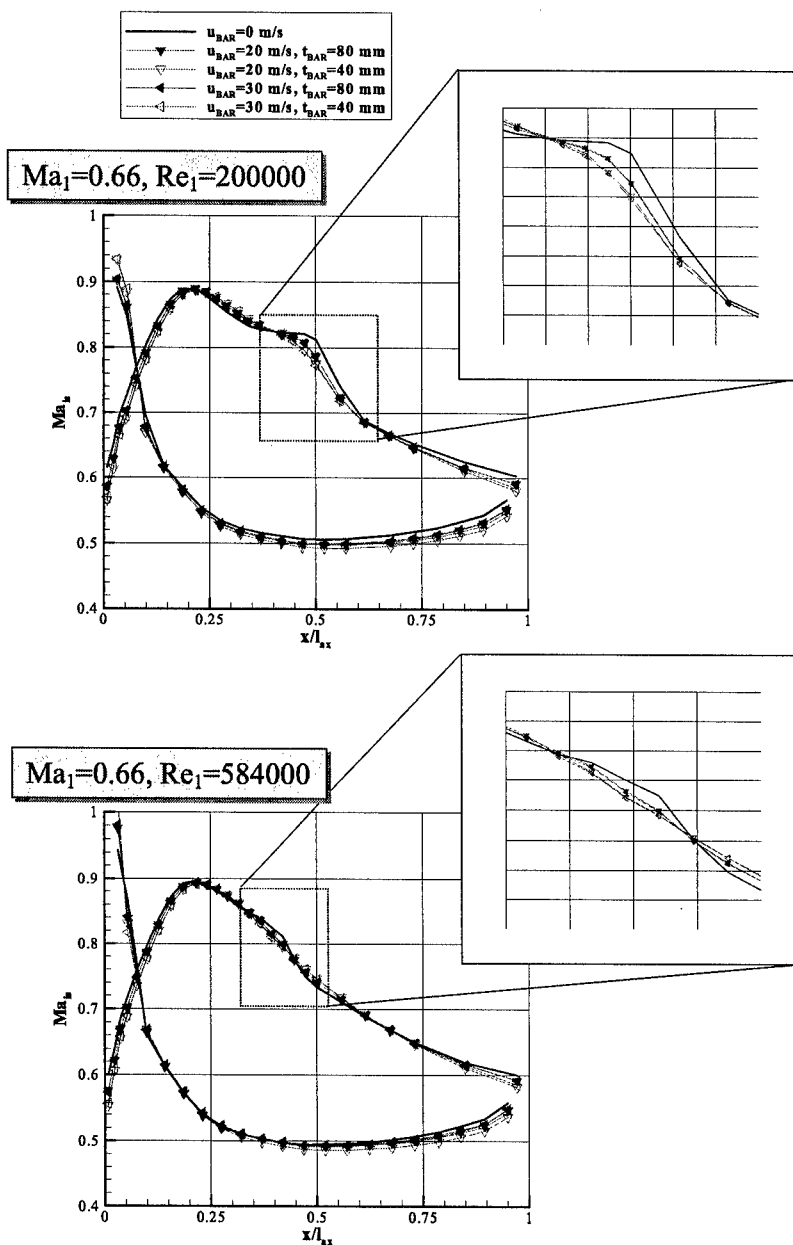 u_BAR=0 m/s
u_BAR=20 m/s, t_BAR=80 mm
u_BAR=20 m/s, t_BAR=40 mm
u_BAR=30 m/s, t_BAR=80 mm
u_BAR=30 m/s, t_BAR=40 mm
Ma₁=0.66, Re₁=200000
1
0.9
0.8
0.7
0.6
0.5
0.4
Ma_is
0
0.25
0.5
0.75
1
x/l_ax
Ma₁=0.66, Re₁=584000
1
0.9
0.8
0.7
0.6
0.5
0.4
Ma_is
0
0.25
0.5
0.75
1
x/l_ax